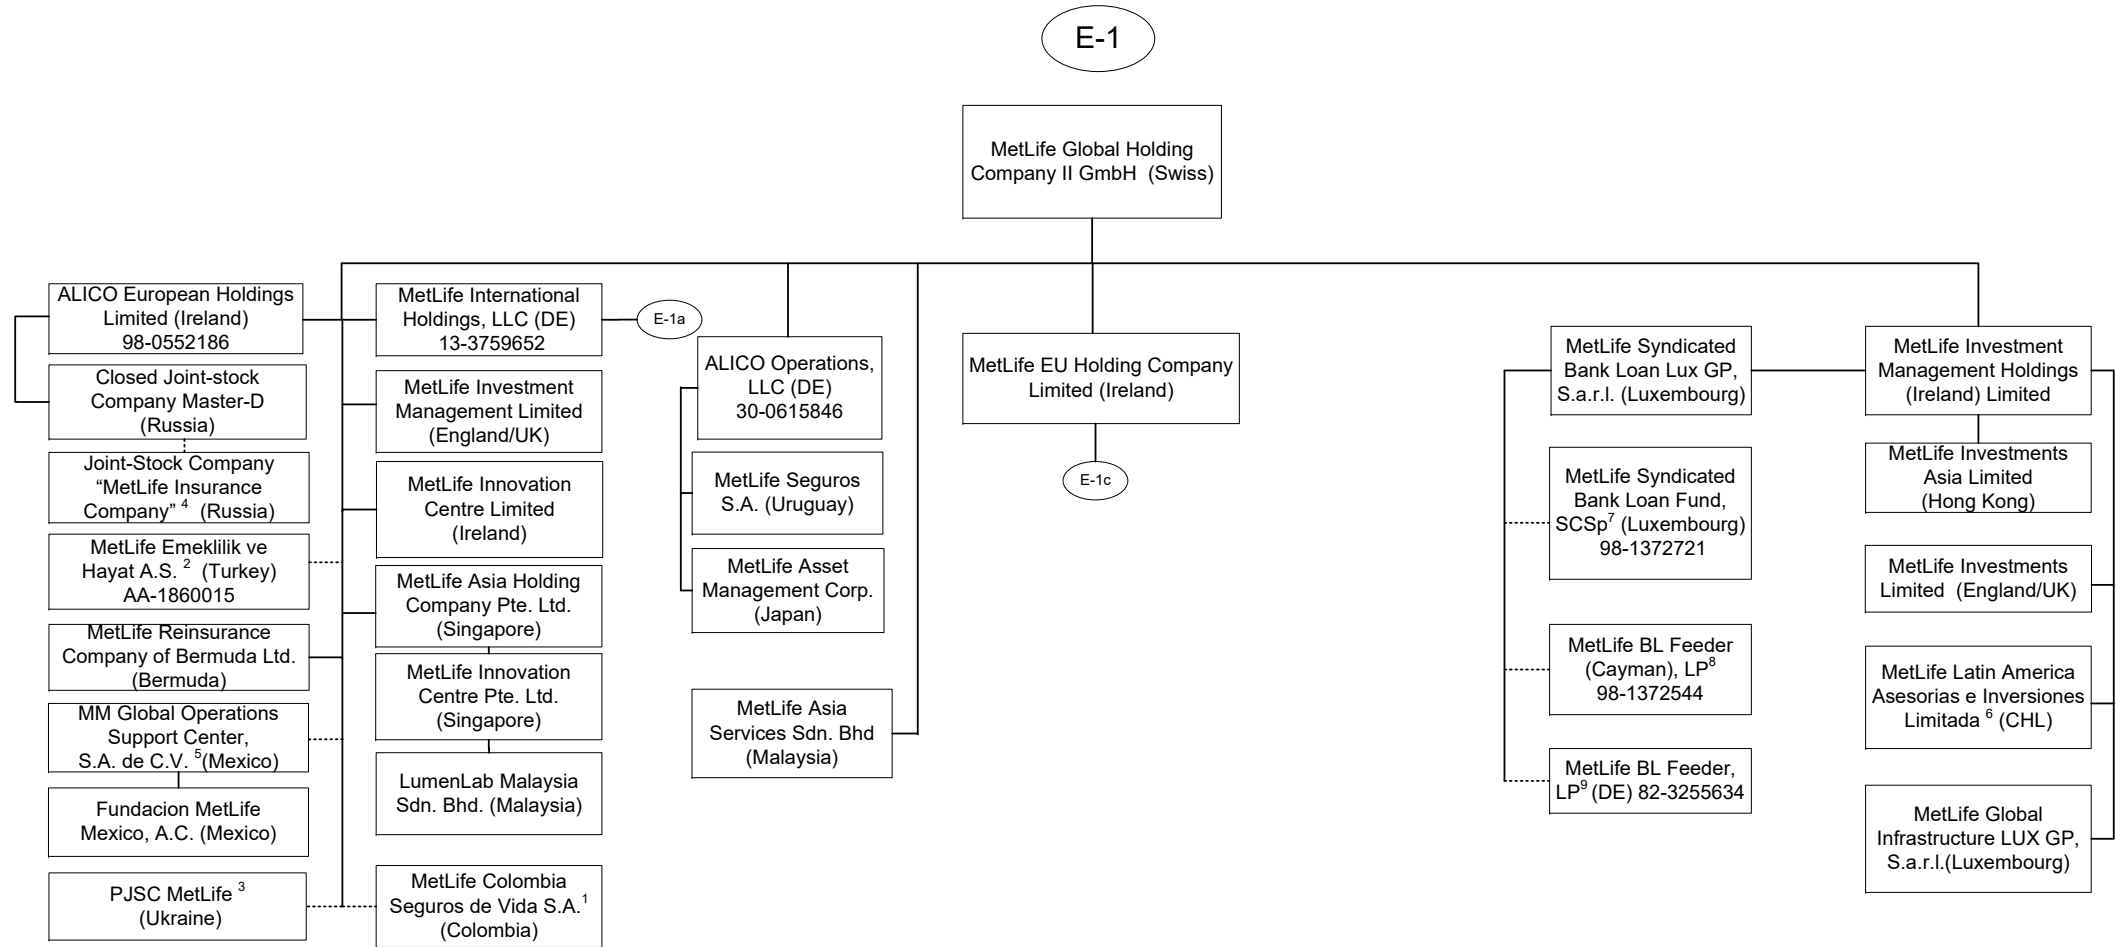 E-1
MetLife Global Holding
Company II GmbH (Swiss)
ALICO European Holdings
Limited (Ireland)
98-0552186
Closed Joint-stock
Company Master-D
(Russia)
Joint-Stock Company
“MetLife Insurance
Company” 4 (Russia)
MetLife Emeklilik ve
Hayat A.S. 2 (Turkey)
AA-1860015
MetLife Reinsurance
Company of Bermuda Ltd.
(Bermuda)
MM Global Operations
Support Center,
S.A. de C.V. 5(Mexico)
Fundacion MetLife
Mexico, A.C. (Mexico)
PJSC MetLife 3
(Ukraine)
MetLife International
Holdings, LLC (DE)
13-3759652
E-1a
MetLife Investment
Management Limited
(England/UK)
MetLife Innovation
Centre Limited
(Ireland)
MetLife Asia Holding
Company Pte. Ltd.
(Singapore)
MetLife Innovation
Centre Pte. Ltd.
(Singapore)
LumenLab Malaysia
Sdn. Bhd. (Malaysia)
MetLife Colombia
Seguros de Vida S.A.1
(Colombia)
ALICO Operations,
LLC (DE)
30-0615846
MetLife Seguros
S.A. (Uruguay)
MetLife Asset
Management Corp.
(Japan)
MetLife Asia
Services Sdn. Bhd
(Malaysia)
MetLife EU Holding Company
Limited (Ireland)
E-1c
MetLife Syndicated
Bank Loan Lux GP,
S.a.r.l. (Luxembourg)
MetLife Syndicated
Bank Loan Fund,
SCSp7 (Luxembourg)
98-1372721
MetLife BL Feeder
(Cayman), LP8
98-1372544
MetLife BL Feeder,
LP9 (DE) 82-3255634
MetLife Investment
Management Holdings
(Ireland) Limited
MetLife Investments
Asia Limited
(Hong Kong)
MetLife Investments
Limited (England/UK)
MetLife Latin America
Asesorias e Inversiones
Limitada 6 (CHL)
MetLife Global
Infrastructure LUX GP,
S.a.r.l.(Luxembourg)